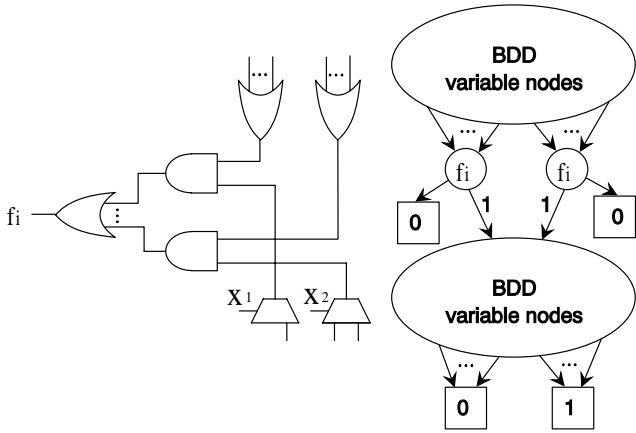 BDD
variable nodes
...
...
...
...
fi
fi
fi
...
0
1
1
0
X1
X2
BDD
variable nodes
...
...
0
1